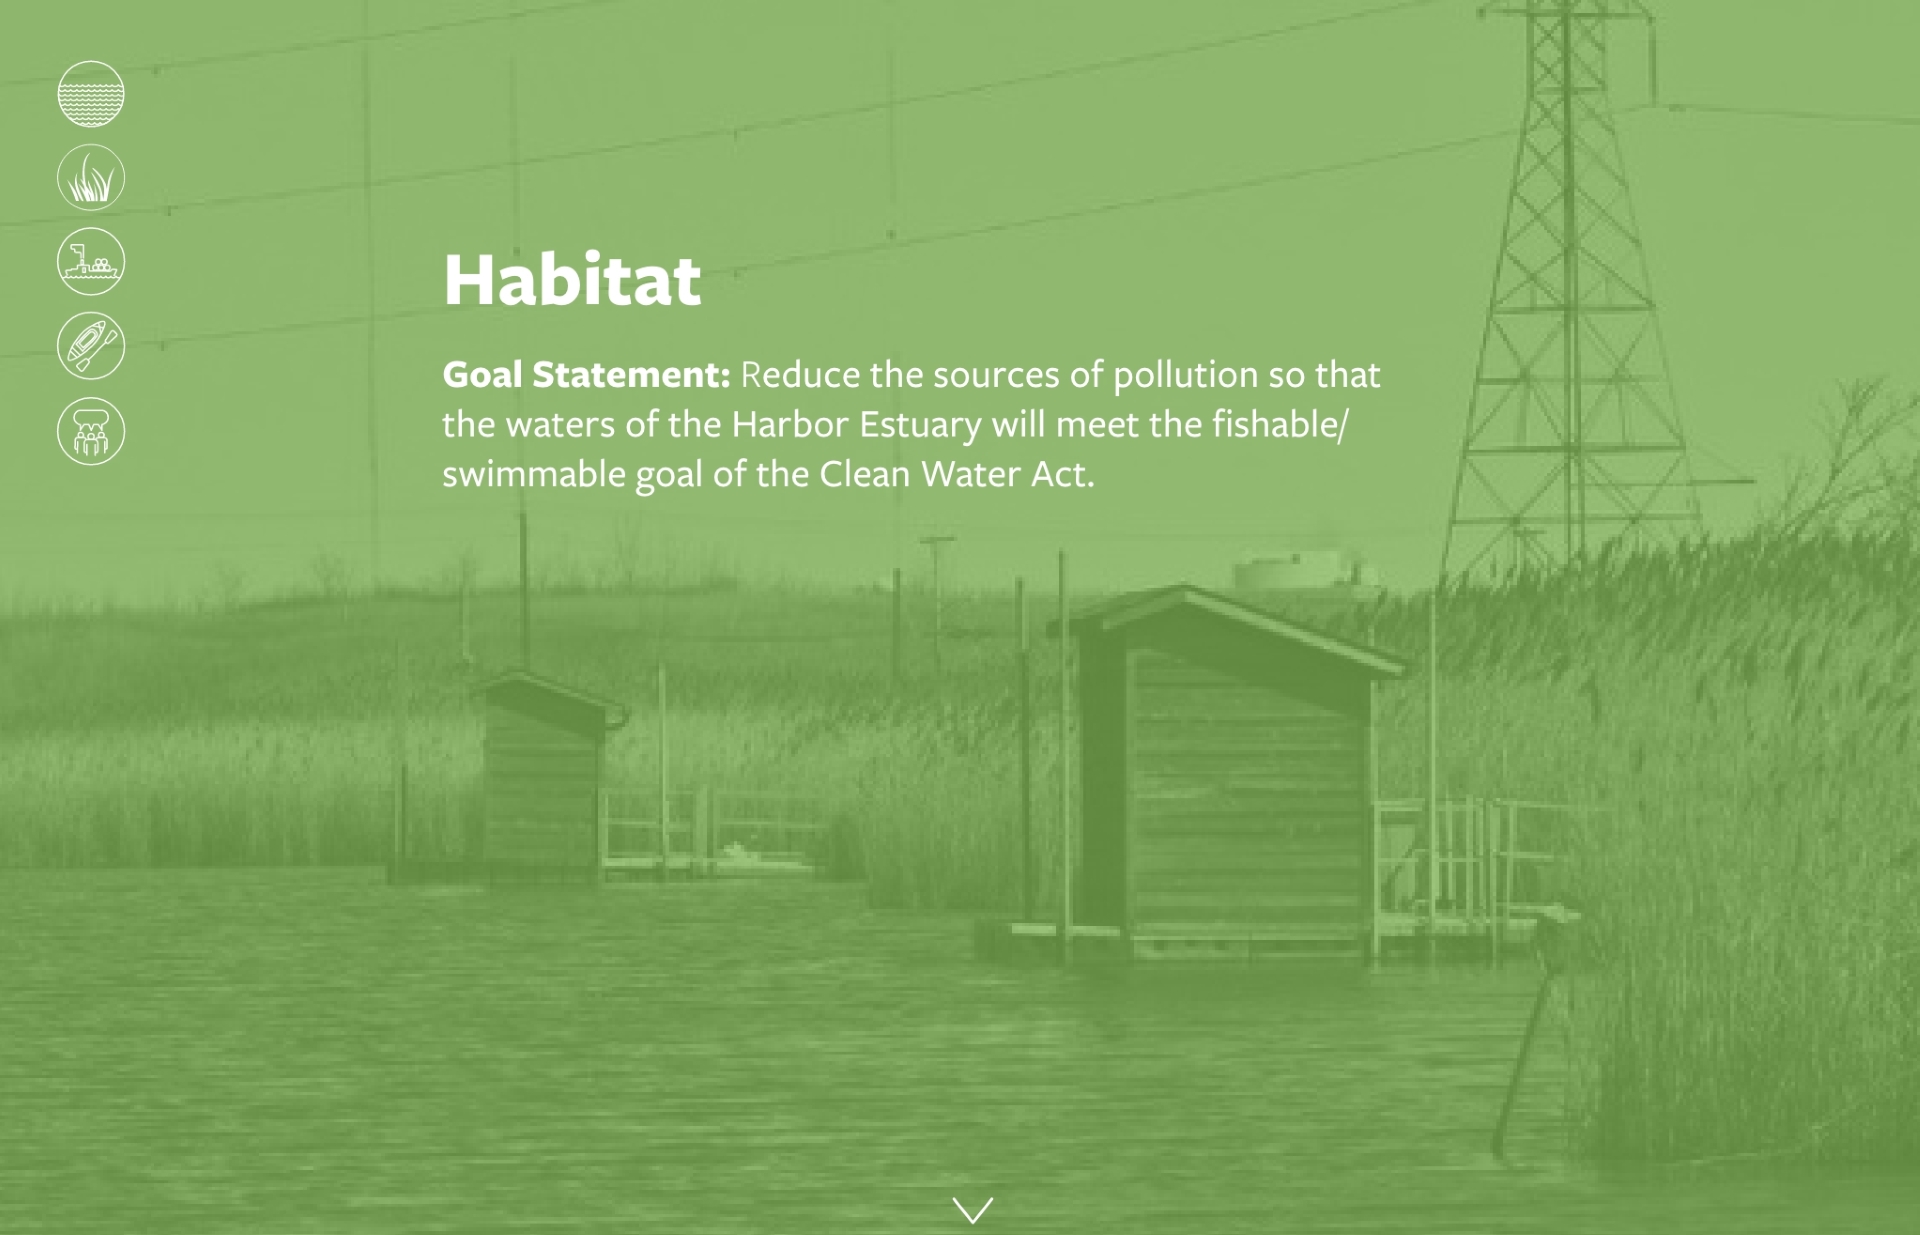 Habitat
Goal Statement: Reduce the sources of pollution so that
the waters of the Harbor Estuary will meet the fishable/
swimmable goal of the Clean Water Act.